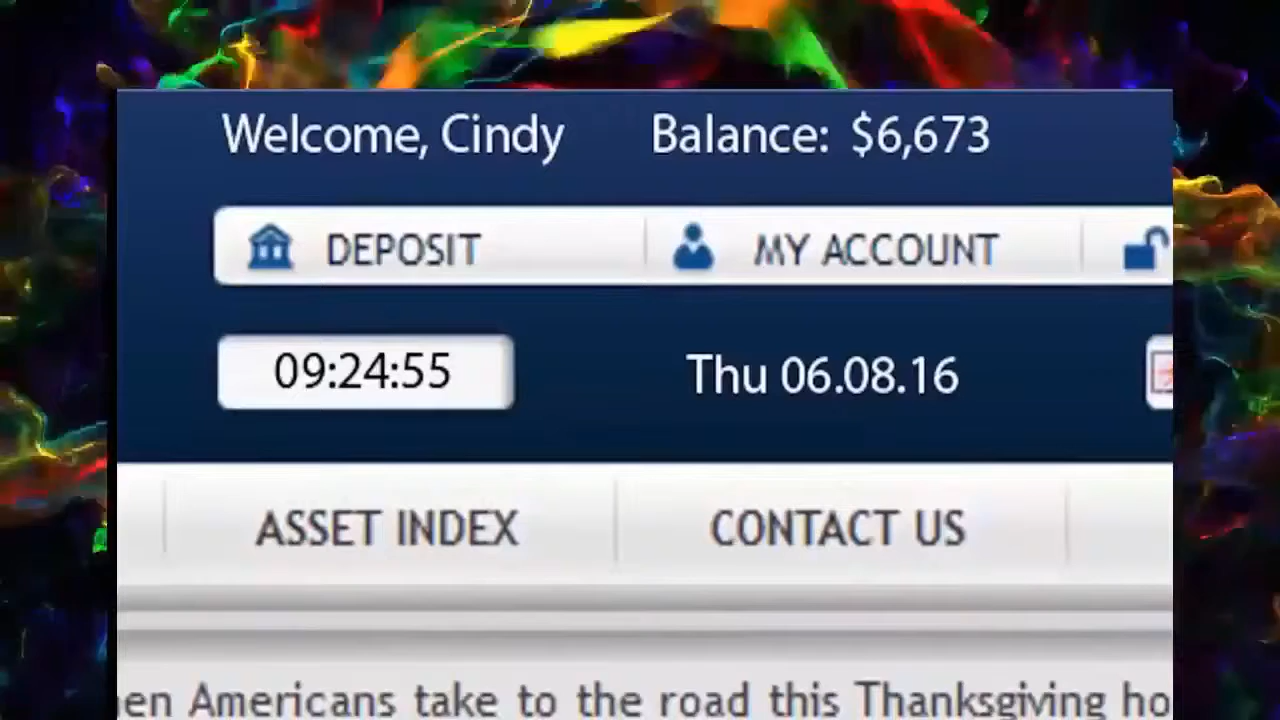 Welcome, Cindy Balance: $6,673
DEPOSIT MY ACCOUNT
09:24:55 Thu 06.08.16
ASSET INDEX CONTACT US
Americans take to the road this Thanksgiving